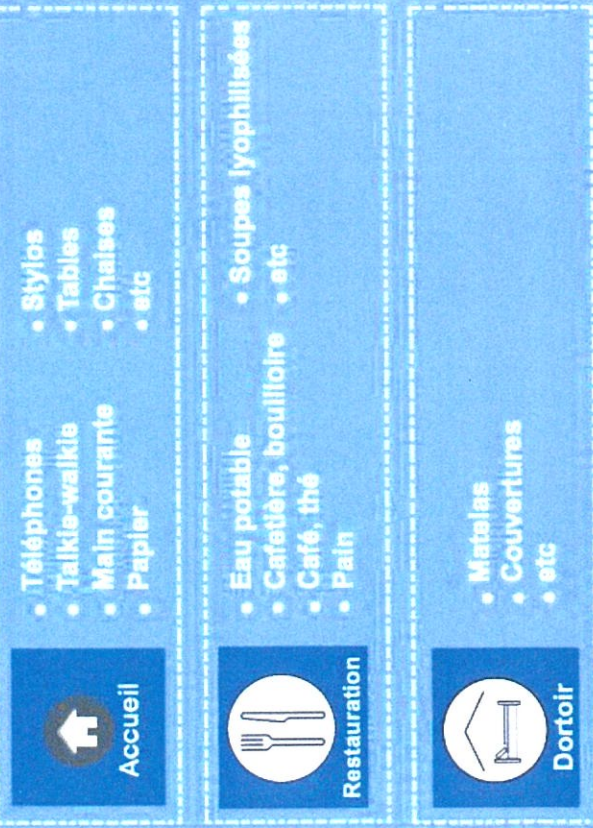 Accueil
• Téléphones
• Talkie-walkie
• Main courante
• Papier
• Stylos
• Tables
• Chaises
• etc
Restauration
• Eau potable
• Cafetière, bouilloire
• Café, thé
• Pain
• Soupes lyophilisées
• etc
Dortoir
• Matelas
• Couvertures
• etc